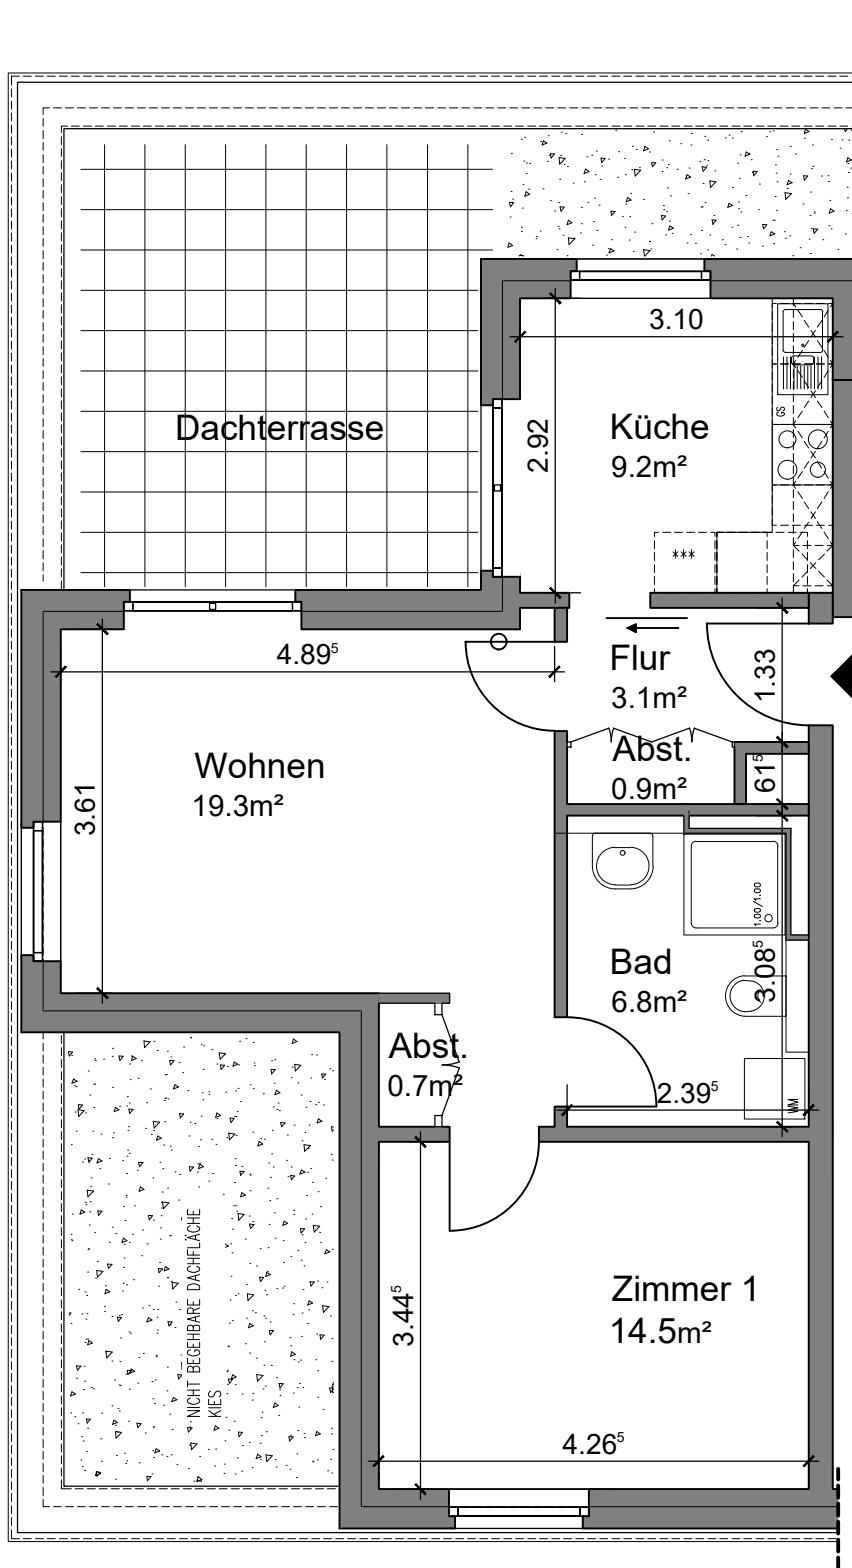 3.10
Dachterrasse
Küche
9.2m²
2.92
GS
***
4.89⁵
Flur
3.1m²
1.33
Abst.
0.9m²
61⁵
Wohnen
19.3m²
3.61
1.00/1.00
Bad
6.8m²
3.08⁵
Abst.
0.7m²
2.39⁵
WM
NICHT BEGEHBARE DACHFLÄCHE
KIES
Zimmer 1
14.5m²
3.44⁵
4.26⁵